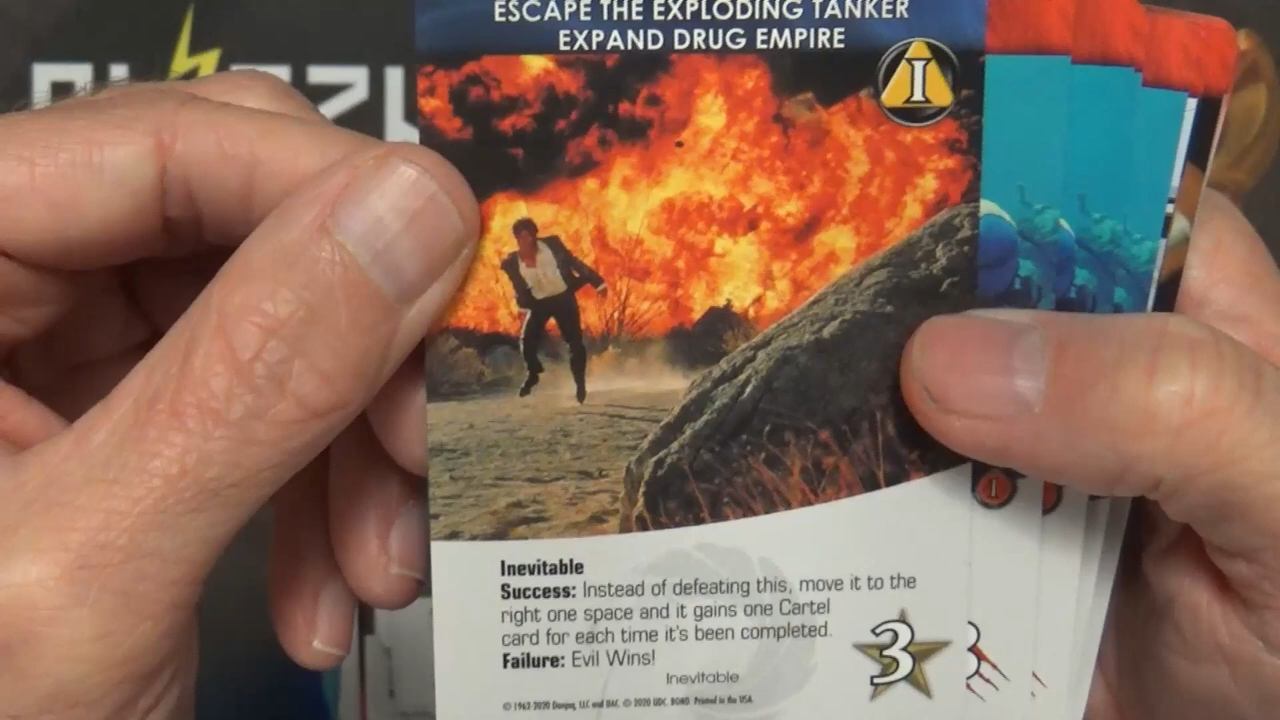 ESCAPE THE EXPLODING TANKER
EXPAND DRUG EMPIRE
I
Inevitable
Success: Instead of defeating this, move it to the
right one space and it gains one Cartel
card for each time it's been completed.
Failure: Evil Wins!
3
Inevitable
© 1962-2020 Danjaq, LLC and UAC. © 2020 UDC. BOND Printed in the USA.
I
3